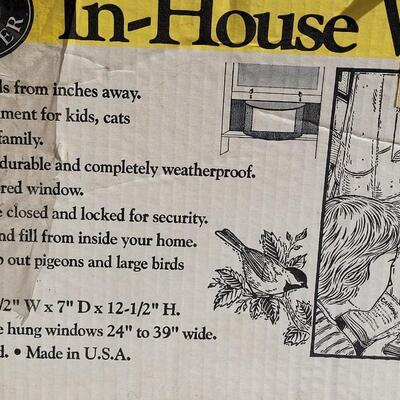 ER
In-House
ds from inches away.
ment for kids, cats
family.
durable and completely weatherproof.
red window.
e closed and locked for security.
nd fill from inside your home.
p out pigeons and large birds
/2" W x 7" D x 12-1/2" H.
e hung windows 24" to 39" wide.
d. • Made in U.S.A.